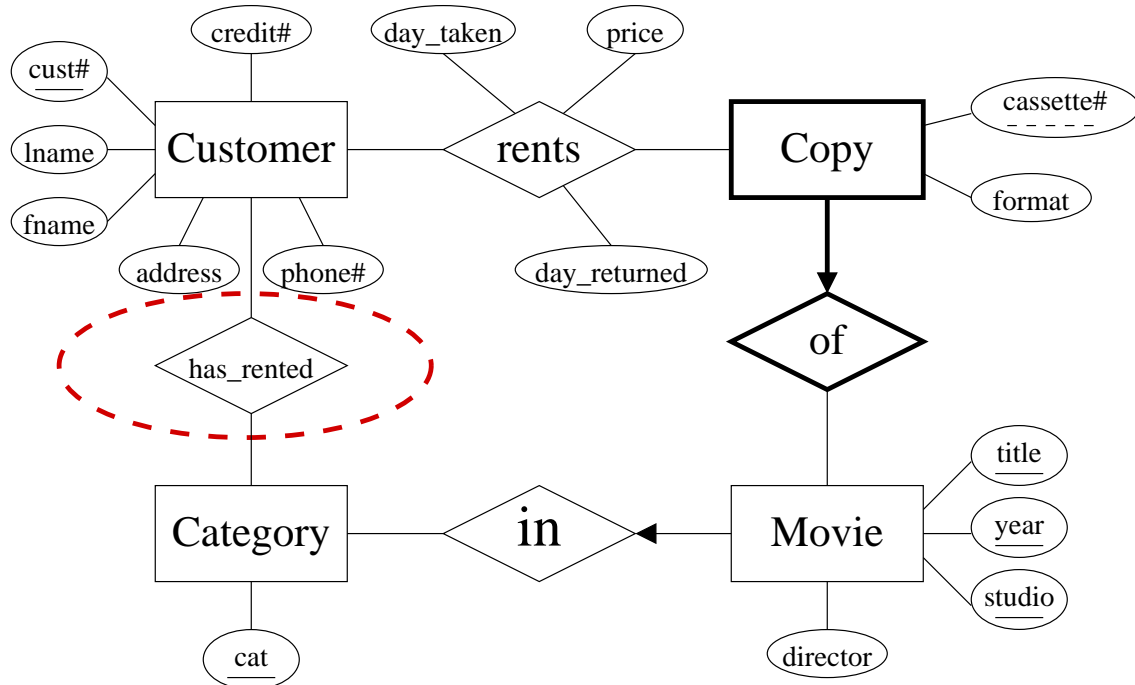 credit#
day_taken
price
cust#
cassette#
lname
Customer
rents
Copy
fname
format
address
phone#
day_returned
has_rented
of
title
Category
in
Movie
year
studio
cat
director